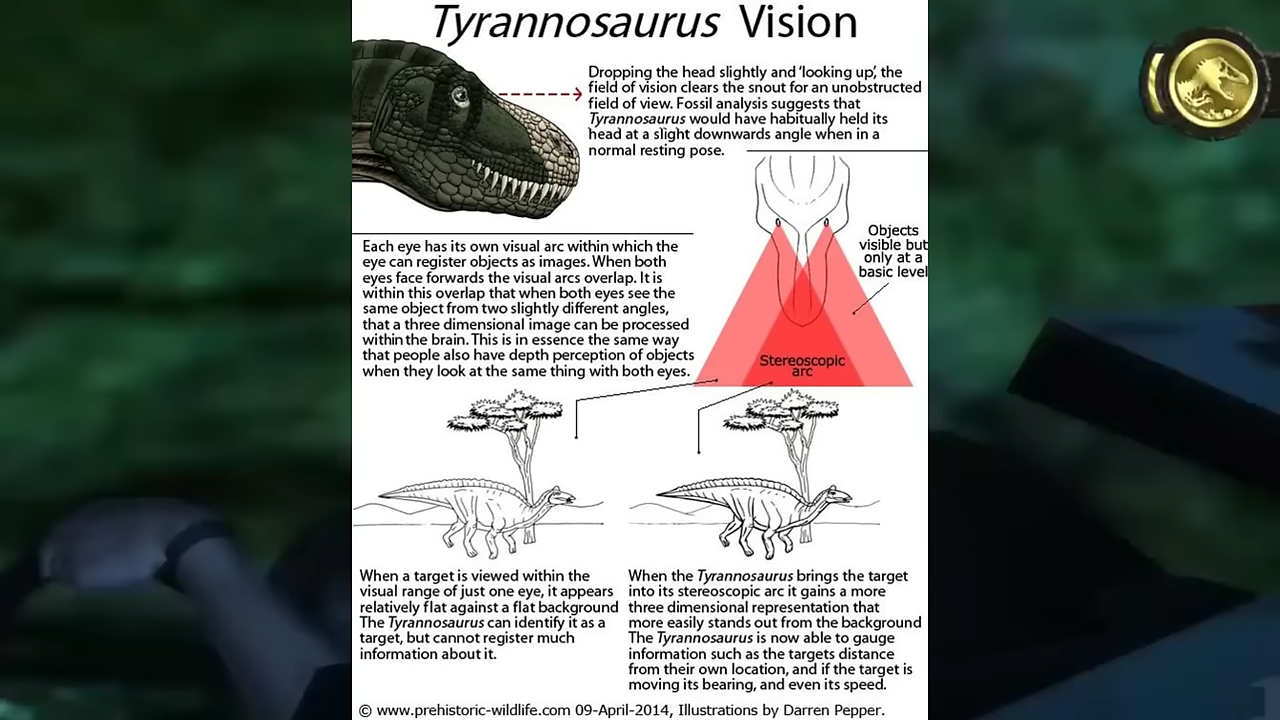 Tyrannosaurus Vision
Dropping the head slightly and 'looking up', the
field of vision clears the snout for an unobstructed
field of view. Fossil analysis suggests that
Tyrannosaurus would have habitually held its
head at a slight downwards angle when in a
normal resting pose.
Objects
visible but
only at a
basic level
Each eye has its own visual arc within which the
eye can register objects as images. When both
eyes face forwards the visual arcs overlap. It is
within this overlap that when both eyes see the
same object from two slightly different angles,
that a three dimensional image can be processed
within the brain. This is in essence the same way
that people also have depth perception of objects
when they look at the same thing with both eyes.
Stereoscopic
arc
When a target is viewed within the
visual range of just one eye, it appears
relatively flat against a flat background
The Tyrannosaurus can identify it as a
target, but cannot register much
information about it.
When the Tyrannosaurus brings the target
into its stereoscopic arc it gains a more
three dimensional representation that
more easily stands out from the background
The Tyrannosaurus is now able to gauge
information such as the targets distance
from their own location, and if the target is
moving its bearing, and even its speed.
© www.prehistoric-wildlife.com 09-April-2014, Illustrations by Darren Pepper.